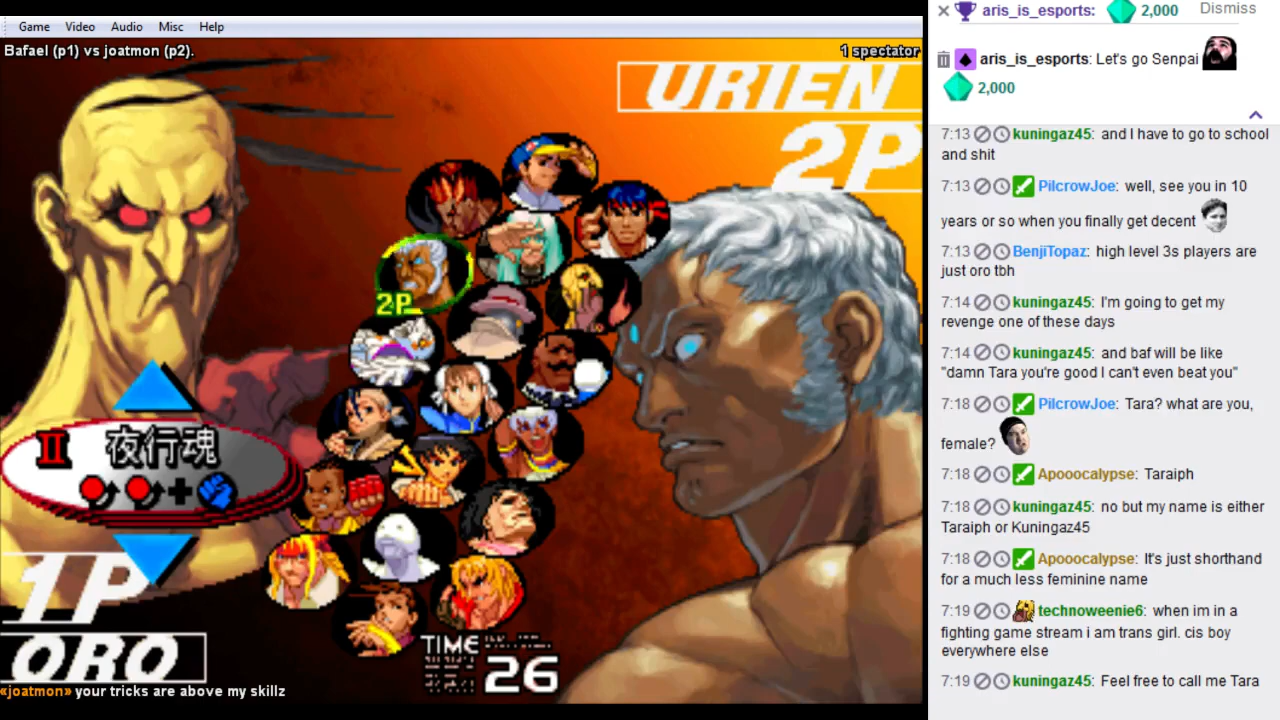 Game Video Audio Misc Help
Bafael (p1) vs joatmon (p2).
1 spectator
URIEN
2P
2P
II 夜行魂
1P
ORO
TIME
26
«joatmon» your tricks are above my skillz
aris_is_esports: 2,000 Dismiss
aris_is_esports: Let's go Senpai
2,000
7:13 kuningaz45: and I have to go to school
and shit
7:13 PilcrowJoe: well, see you in 10
years or so when you finally get decent
7:13 BenjiTopaz: high level 3s players are
just oro tbh
7:14 kuningaz45: I'm going to get my
revenge one of these days
7:14 kuningaz45: and baf will be like
"damn Tara you're good I can't even beat you"
7:18 PilcrowJoe: Tara? what are you,
female?
7:18 Apooocalypse: Taraiph
7:18 kuningaz45: no but my name is either
Taraiph or Kuningaz45
7:18 Apooocalypse: It's just shorthand
for a much less feminine name
7:19 technoweenie6: when im in a
fighting game stream i am trans girl. cis boy
everywhere else
7:19 kuningaz45: Feel free to call me Tara